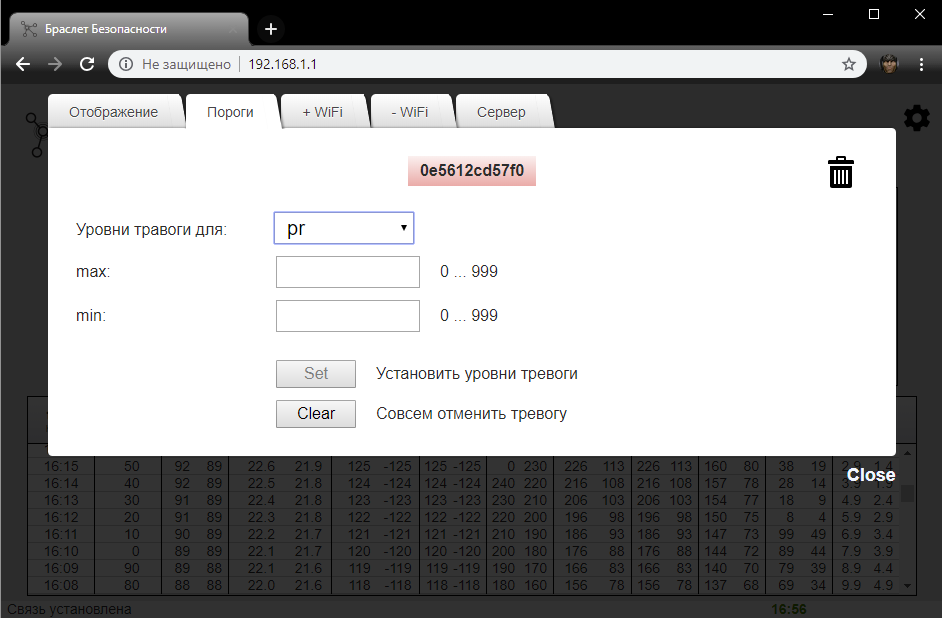 Браслет Безопасности
Не защищено 192.168.1.1
Отображение Пороги + WiFi - WiFi Сервер
0e5612cd57f0
Уровни травоги для: pr
max: 0 ... 999
min: 0 ... 999
Set Установить уровни тревоги
Clear Совсем отменить тревогу
Close
16:15 50 92 89 22.6 21.9 125 -125 125 -125 0 230 226 113 226 113 160 80 38 19 2.9 1.4
16:14 40 92 89 22.5 21.8 124 -124 124 -124 240 220 216 108 216 108 157 78 28 14 3.9
16:13 30 91 89 22.4 21.8 123 -123 123 -123 230 210 206 103 206 103 154 77 18 9 4.9 2.4
16:12 20 91 89 22.3 21.8 122 -122 122 -122 220 200 196 98 196 98 150 75 8 4 5.9 2.9
16:11 10 90 89 22.2 21.7 121 -121 121 -121 210 190 186 93 186 93 147 73 99 49 6.9 3.4
16:10 0 89 89 22.1 21.7 120 -120 120 -120 200 180 176 88 176 88 144 72 89 44 7.9 3.9
16:09 90 89 88 22.1 21.6 119 -119 119 -119 190 170 166 83 166 83 140 70 79 39 8.9 4.4
16:08 80 88 88 22.0 21.6 118 -118 118 -118 180 160 156 78 156 78 137 68 69 34 9.9 4.9
Связь установлена 16:56